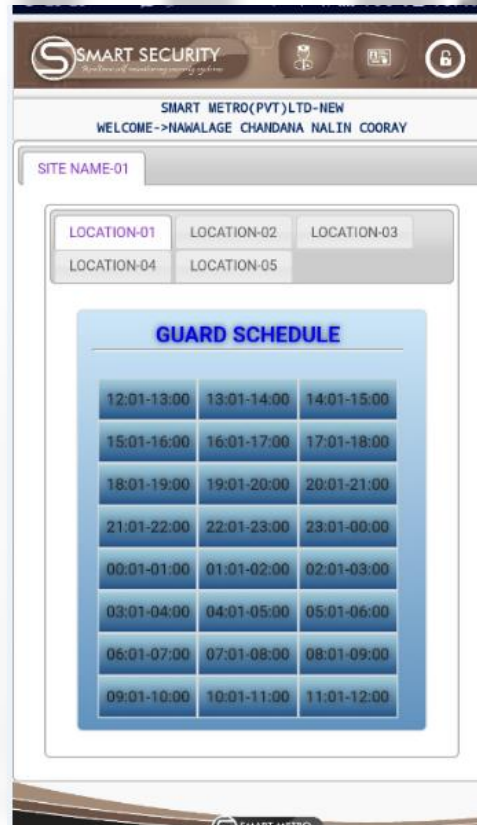 SMART SECURITY
SMART METRO(PVT)LTD-NEW
WELCOME->NAWALAGE CHANDANA NALIN COORAY
SITE NAME-01
LOCATION-01 LOCATION-02 LOCATION-03
LOCATION-04 LOCATION-05
GUARD SCHEDULE
12:01-13:00 13:01-14:00 14:01-15:00
15:01-16:00 16:01-17:00 17:01-18:00
18:01-19:00 19:01-20:00 20:01-21:00
21:01-22:00 22:01-23:00 23:01-00:00
00:01-01:00 01:01-02:00 02:01-03:00
03:01-04:00 04:01-05:00 05:01-06:00
06:01-07:00 07:01-08:00 08:01-09:00
09:01-10:00 10:01-11:00 11:01-12:00
SMART METRO